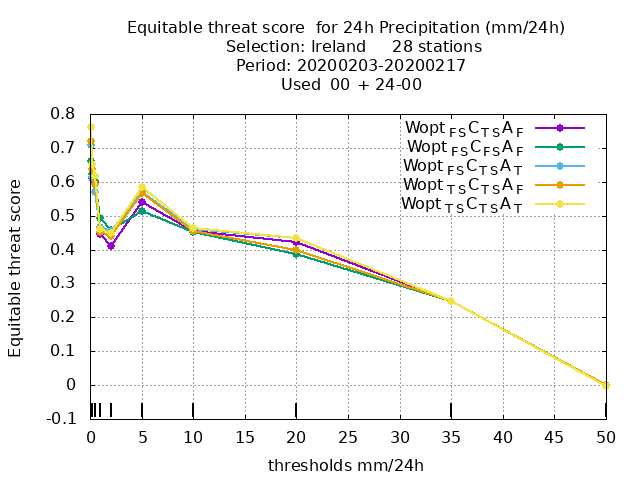 Equitable threat score  for 24h Precipitation (mm/24h)
Selection: Ireland     28 stations
Period: 20200203-20200217
Used  00 + 24-00
Wopt FS C TS A F
Wopt FS C FS A F
Wopt FS C TS A T
Wopt TS C TS A F
Wopt TS C TS A T
Equitable threat score
0.8
0.7
0.6
0.5
0.4
0.3
0.2
0.1
0
-0.1
0 5 10 15 20 25 30 35 40 45 50
thresholds mm/24h